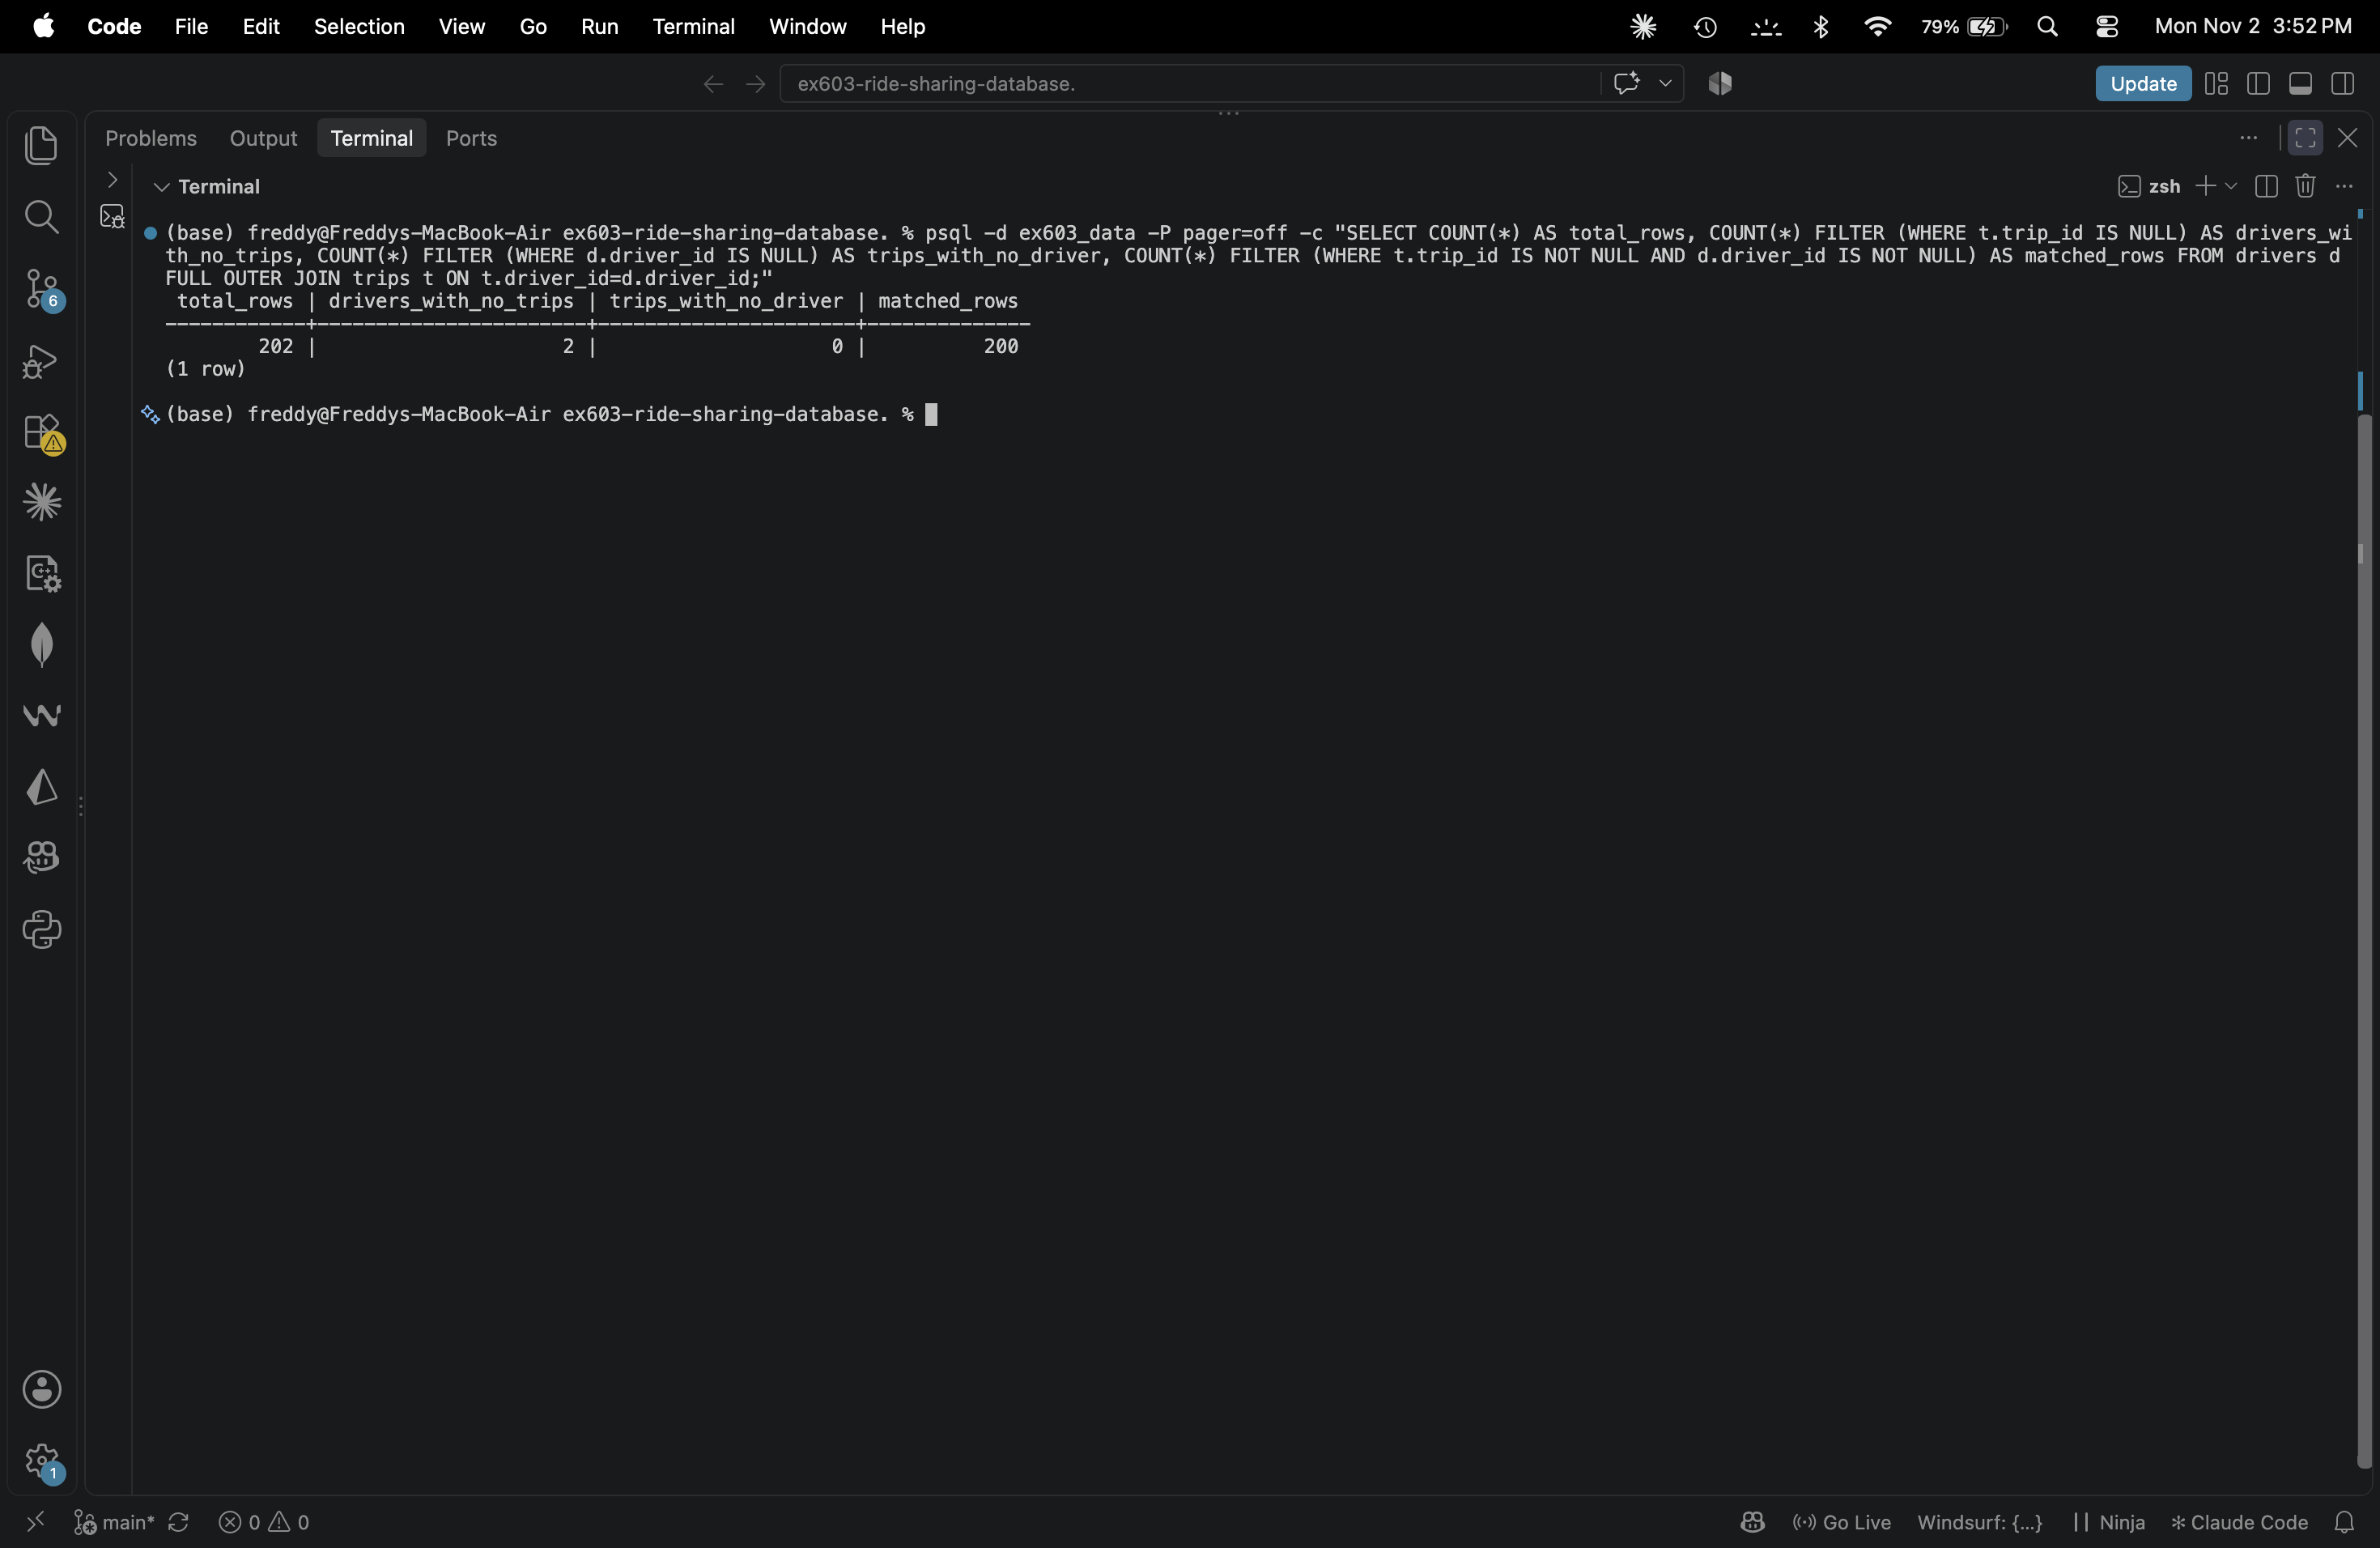 Code File Edit Selection View Go Run Terminal Window Help 79% Mon Nov 2 3:52 PM
ex603-ride-sharing-database. Update
Problems Output Terminal Ports
Terminal zsh
(base) freddy@Freddys-MacBook-Air ex603-ride-sharing-database. % psql -d ex603_data -P pager=off -c "SELECT COUNT(*) AS total_rows, COUNT(*) FILTER (WHERE t.trip_id IS NULL) AS drivers_wi
th_no_trips, COUNT(*) FILTER (WHERE d.driver_id IS NULL) AS trips_with_no_driver, COUNT(*) FILTER (WHERE t.trip_id IS NOT NULL AND d.driver_id IS NOT NULL) AS matched_rows FROM drivers d
FULL OUTER JOIN trips t ON t.driver_id=d.driver_id;"
total_rows | drivers_with_no_trips | trips_with_no_driver | matched_rows
------------+-----------------------+----------------------+--------------
202 | 2 | 0 | 200
(1 row)
(base) freddy@Freddys-MacBook-Air ex603-ride-sharing-database. %
6
C++
1
main* 0 0 Go Live Windsurf: {...} Ninja Claude Code